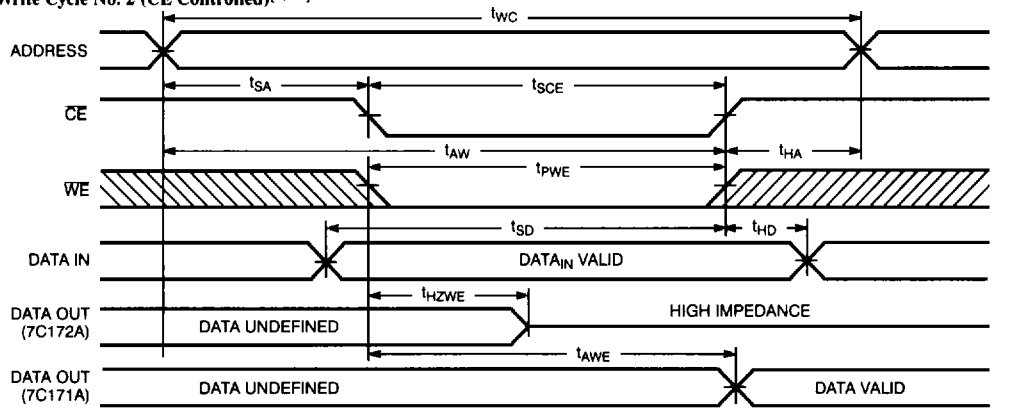 Write Cycle No. 2 (CE Controlled)
tWC
ADDRESS
tSA
tSCE
CE
tAW
tHA
tPWE
WE
tSD
tHD
DATA IN
DATAIN VALID
tHZWE
HIGH IMPEDANCE
DATA OUT
(7C172A)
DATA UNDEFINED
tAWE
DATA OUT
(7C171A)
DATA UNDEFINED
DATA VALID